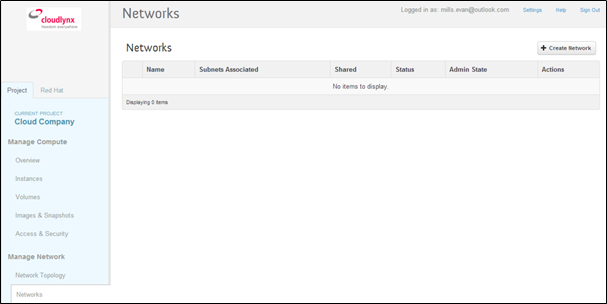 cloudlynx
freedom everywhere
Networks
Logged in as: mills.evan@outlook.com
Settings
Help
Sign Out
Project
Red Hat
CURRENT PROJECT
Cloud Company
Manage Compute
Overview
Instances
Volumes
Images & Snapshots
Access & Security
Manage Network
Network Topology
Networks
Networks
+ Create Network
Name Subnets Associated Shared Status Admin State Actions
No items to display.
Displaying 0 items